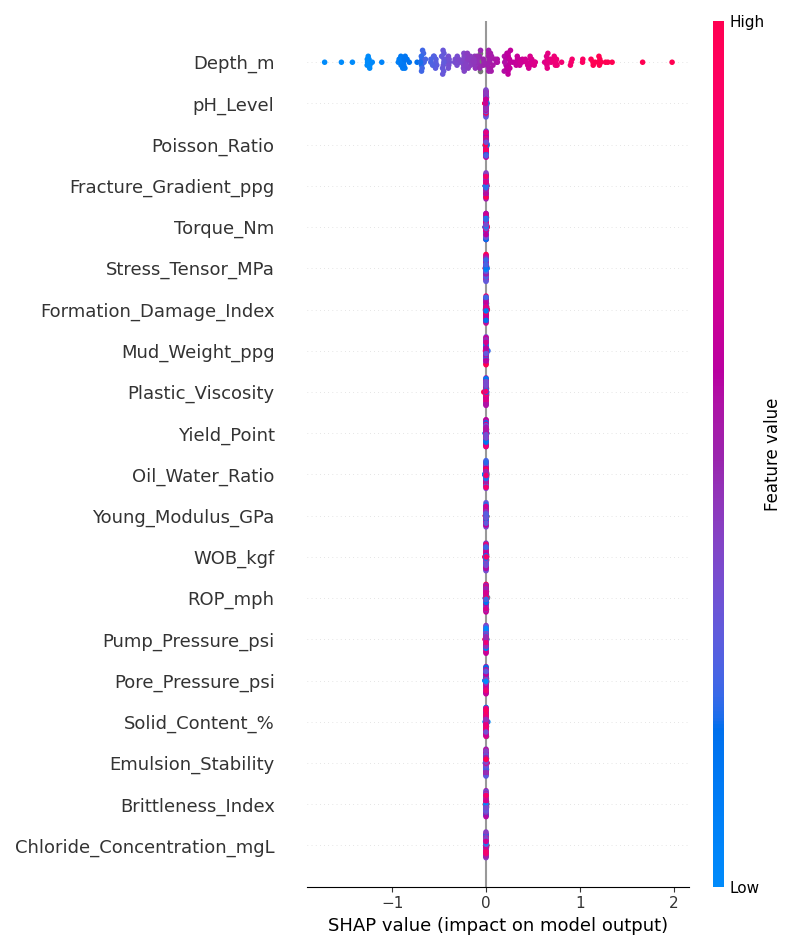 High
Depth_m
pH_Level
Poisson_Ratio
Fracture_Gradient_ppg
Torque_Nm
Stress_Tensor_MPa
Formation_Damage_Index
Mud_Weight_ppg
Plastic_Viscosity
Yield_Point
Oil_Water_Ratio
Young_Modulus_GPa
WOB_kgf
ROP_mph
Pump_Pressure_psi
Pore_Pressure_psi
Solid_Content_%
Emulsion_Stability
Brittleness_Index
Chloride_Concentration_mgL
Feature value
Low
−1 0 1 2
SHAP value (impact on model output)